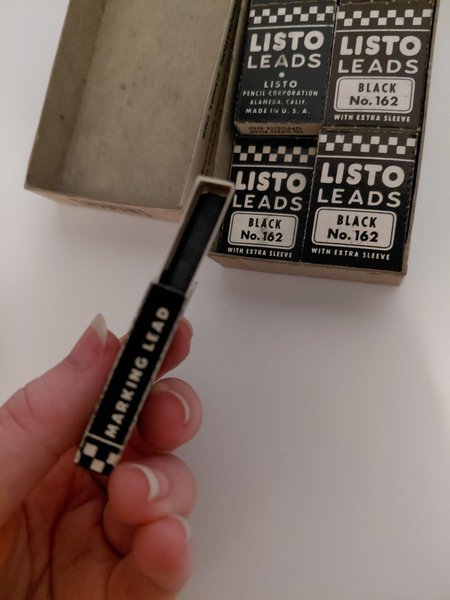 LISTO
LEADS
LISTO
PENCIL CORPORATION
ALAMEDA, CALIF.
MADE IN U. S. A.
LISTO
LEADS
BLACK
No. 162
WITH EXTRA SLEEVE
LISTO
LEADS
BLACK
No. 162
WITH EXTRA SLEEVE
LISTO
LEADS
BLACK
No. 162
WITH EXTRA SLEEVE
MARKING LEAD